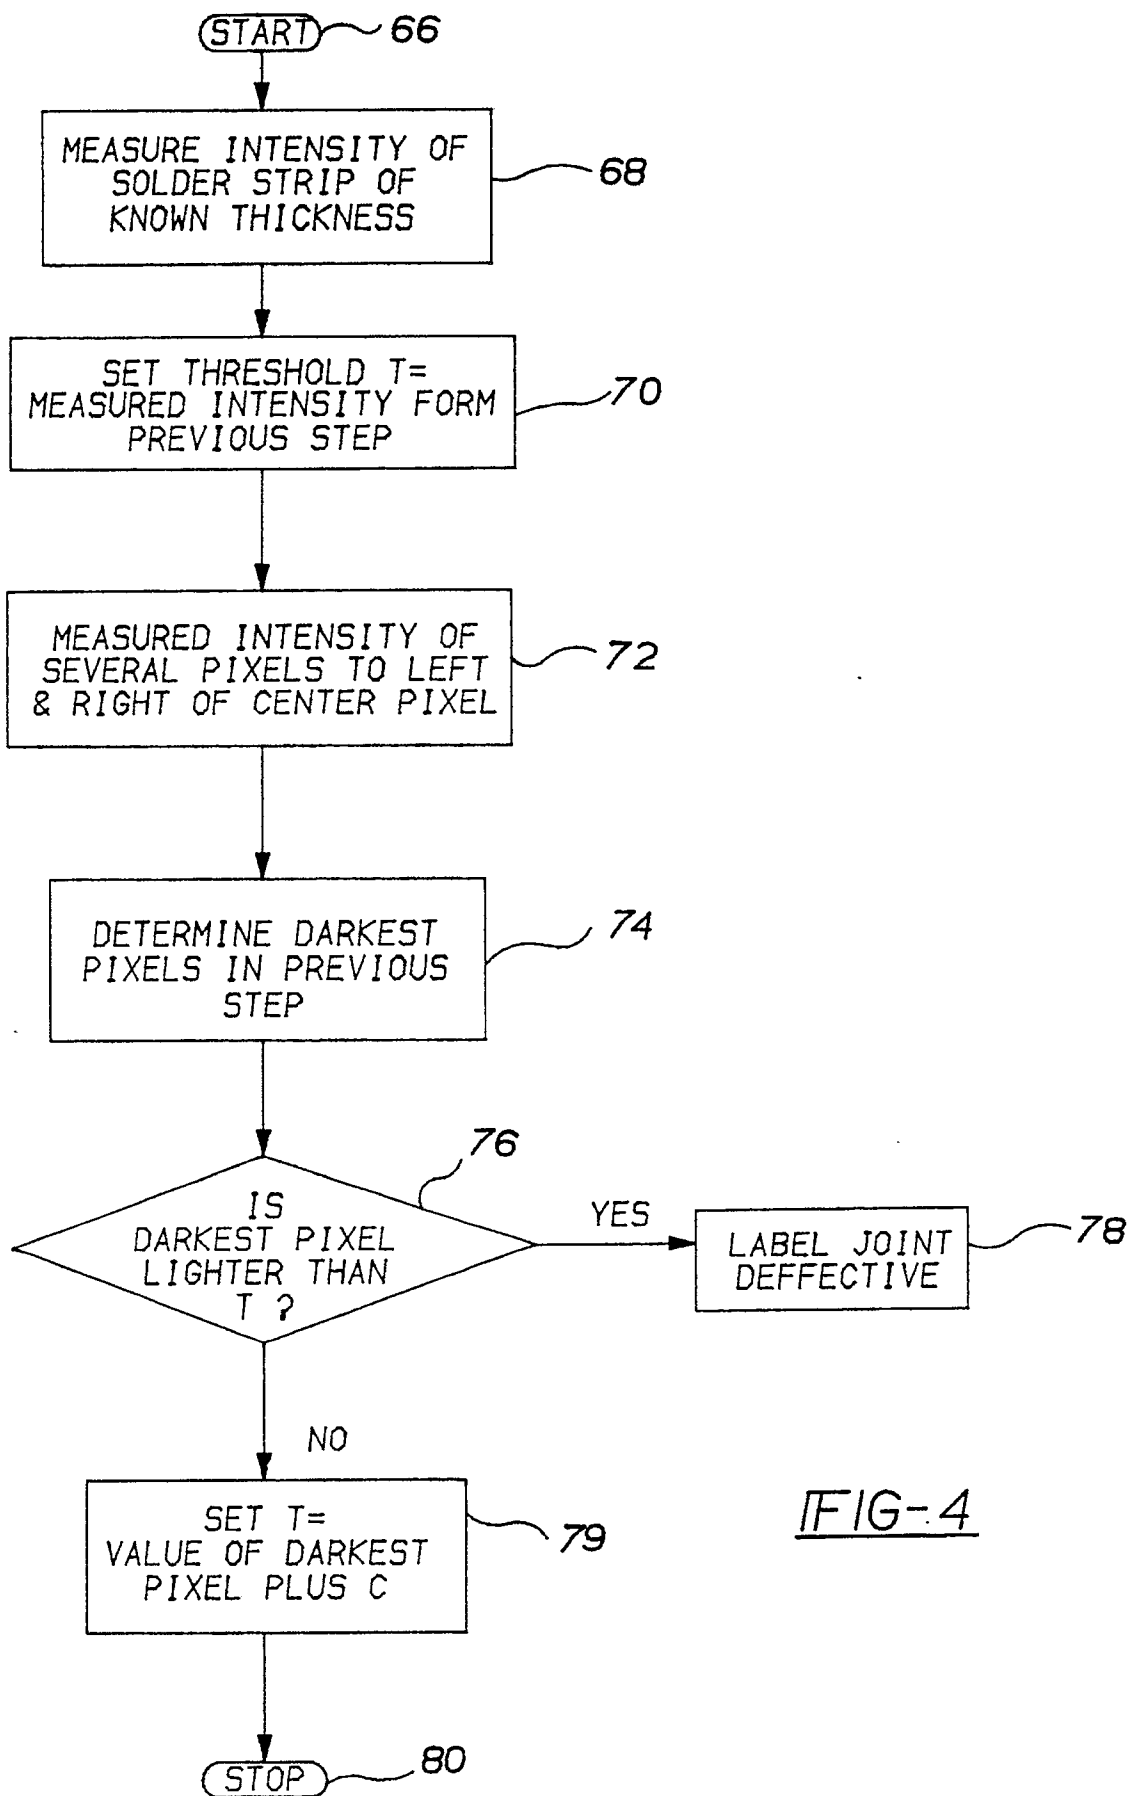 START
66
MEASURE INTENSITY OF
SOLDER STRIP OF
KNOWN THICKNESS
68
SET THRESHOLD T=
MEASURED INTENSITY FORM
PREVIOUS STEP
70
MEASURED INTENSITY OF
SEVERAL PIXELS TO LEFT
& RIGHT OF CENTER PIXEL
72
DETERMINE DARKEST
PIXELS IN PREVIOUS
STEP
74
IS
DARKEST PIXEL
LIGHTER THAN
T ?
76
YES
LABEL JOINT
DEFFECTIVE
78
NO
SET T=
VALUE OF DARKEST
PIXEL PLUS C
79
FIG-4
STOP
80